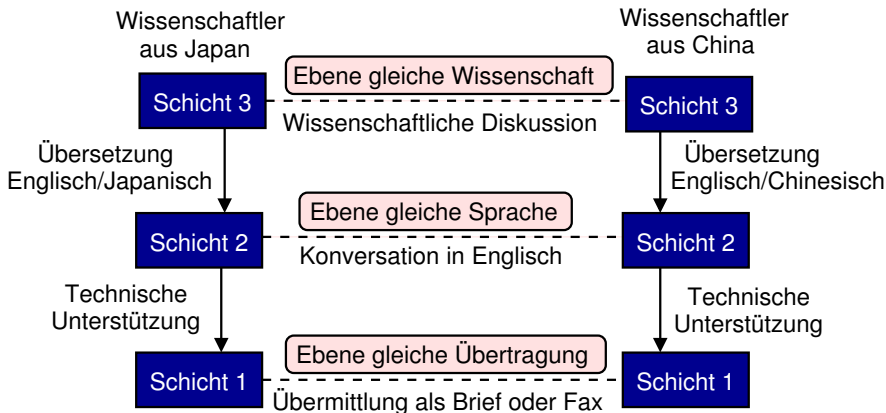 Wissenschaftler
aus Japan
Wissenschaftler
aus China
Ebene gleiche Wissenschaft
Schicht 3
Schicht 3
Wissenschaftliche Diskussion
Übersetzung
Englisch/Japanisch
Übersetzung
Englisch/Chinesisch
Ebene gleiche Sprache
Schicht 2
Schicht 2
Konversation in Englisch
Technische
Unterstützung
Technische
Unterstützung
Ebene gleiche Übertragung
Schicht 1
Schicht 1
Übermittlung als Brief oder Fax